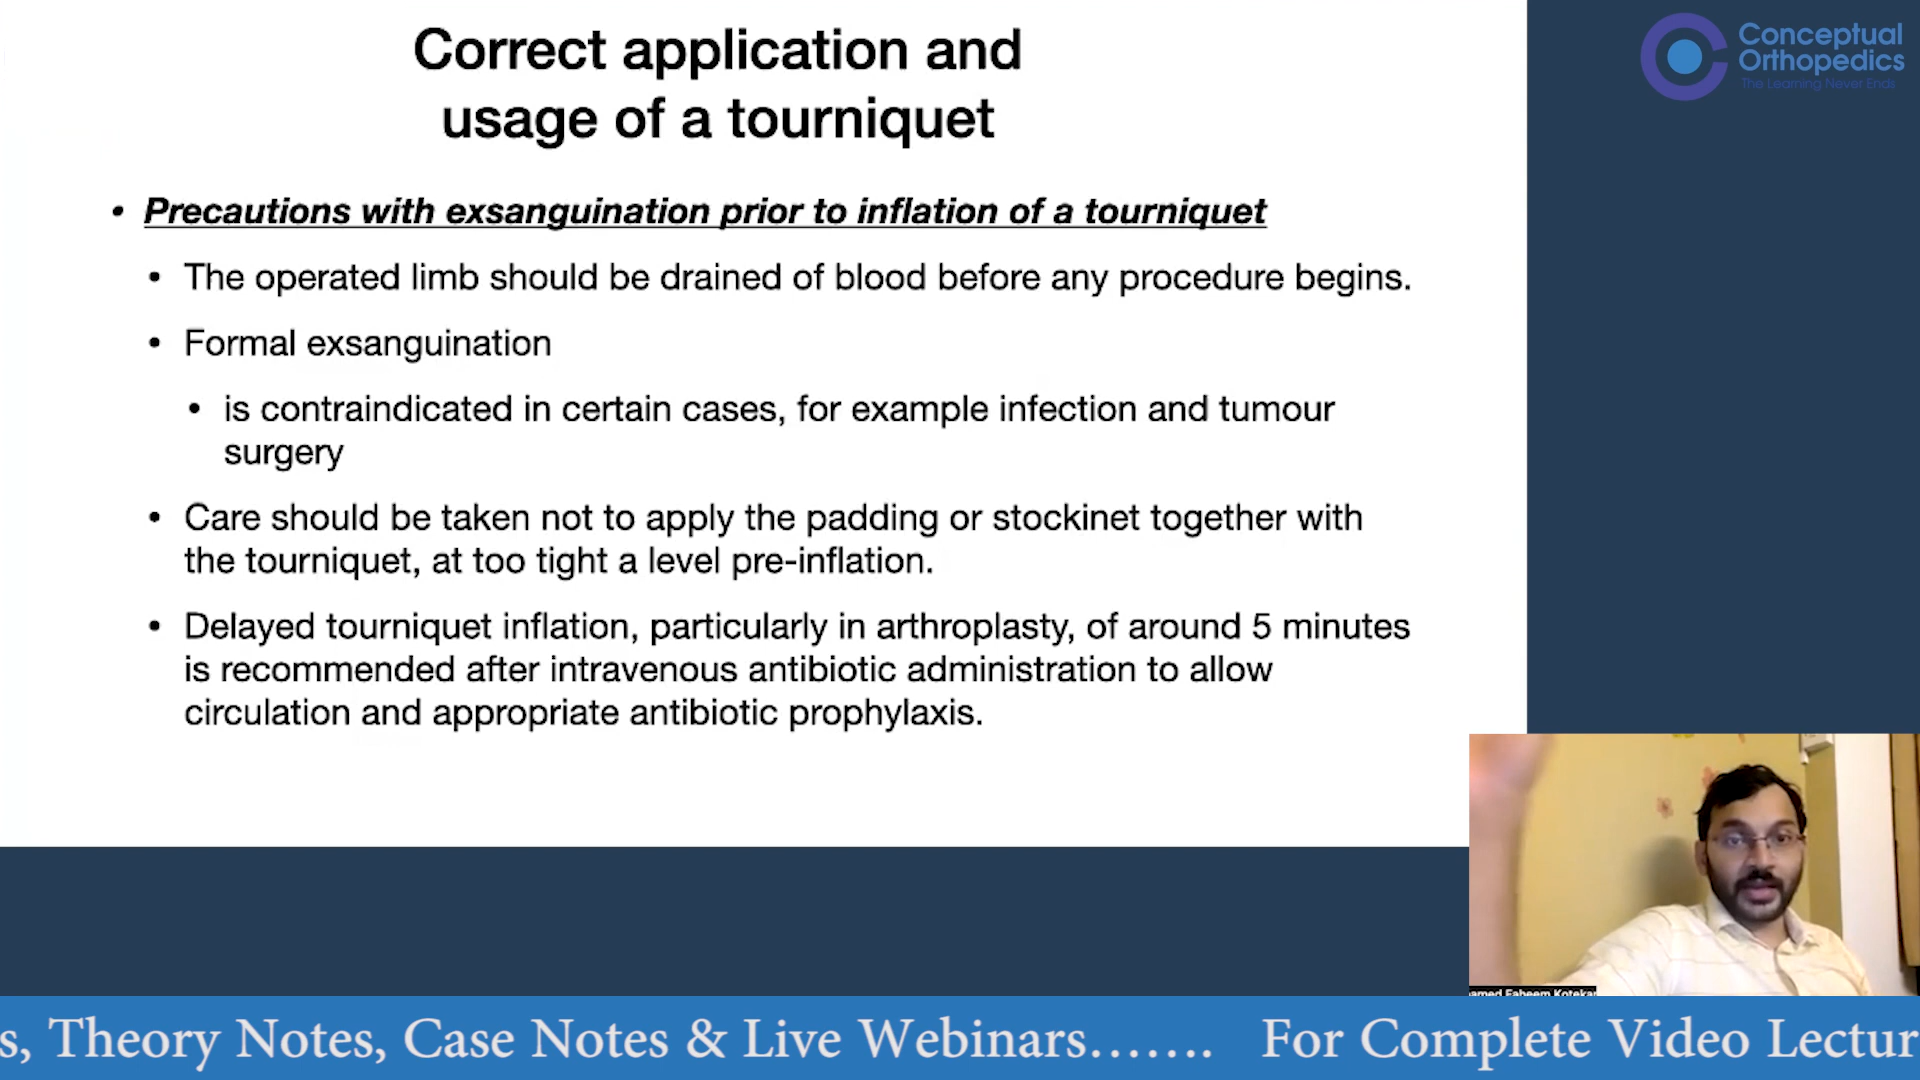 Correct application and
usage of a tourniquet
Conceptual
Orthopedics
The Learning Never Ends
• Precautions with exsanguination prior to inflation of a tourniquet
• The operated limb should be drained of blood before any procedure begins.
• Formal exsanguination
• is contraindicated in certain cases, for example infection and tumour
surgery
• Care should be taken not to apply the padding or stockinet together with
the tourniquet, at too tight a level pre-inflation.
• Delayed tourniquet inflation, particularly in arthroplasty, of around 5 minutes
is recommended after intravenous antibiotic administration to allow
circulation and appropriate antibiotic prophylaxis.
amed Faheem Kotekar
s, Theory Notes, Case Notes & Live Webinars....... For Complete Video Lectur